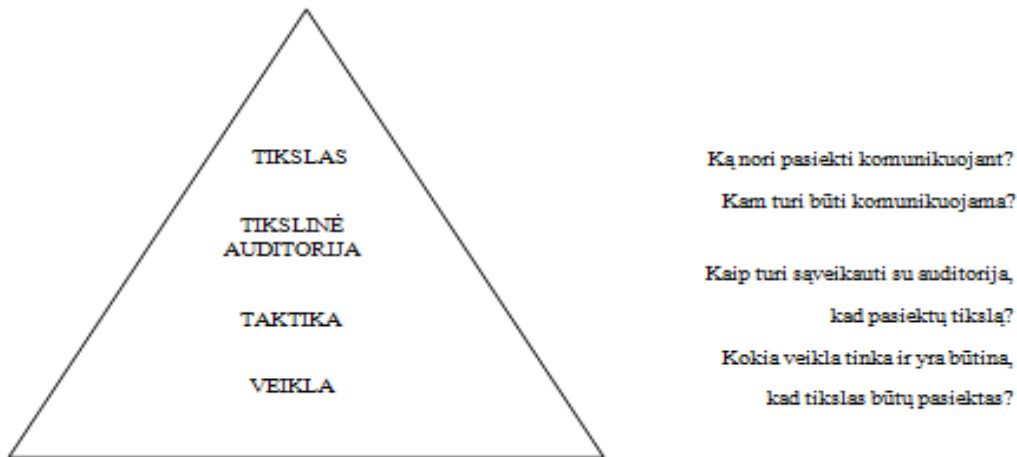 TIKSLAS
Ką nori pasiekti komunikuojant?
Kam turi būti komunikuojama?
TIKSLINĖ
AUDITORIJA
Kaip turi sąveikauti su auditorija,
kad pasiektų tikslą?
TAKTIKA
Kokia veikla tinka ir yra būtina,
kad tikslas būtų pasiektas?
VEIKLA